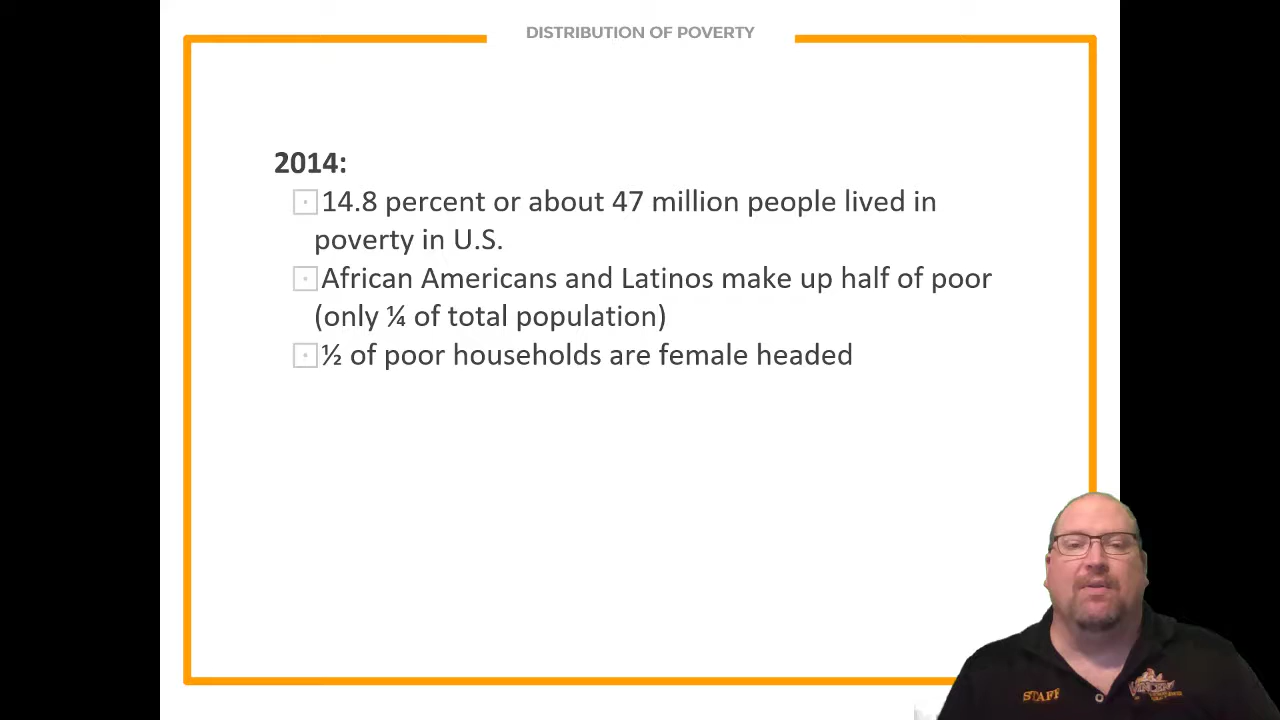 DISTRIBUTION OF POVERTY
2014:
14.8 percent or about 47 million people lived in
poverty in U.S.
African Americans and Latinos make up half of poor
(only ¼ of total population)
½ of poor households are female headed
STAFF